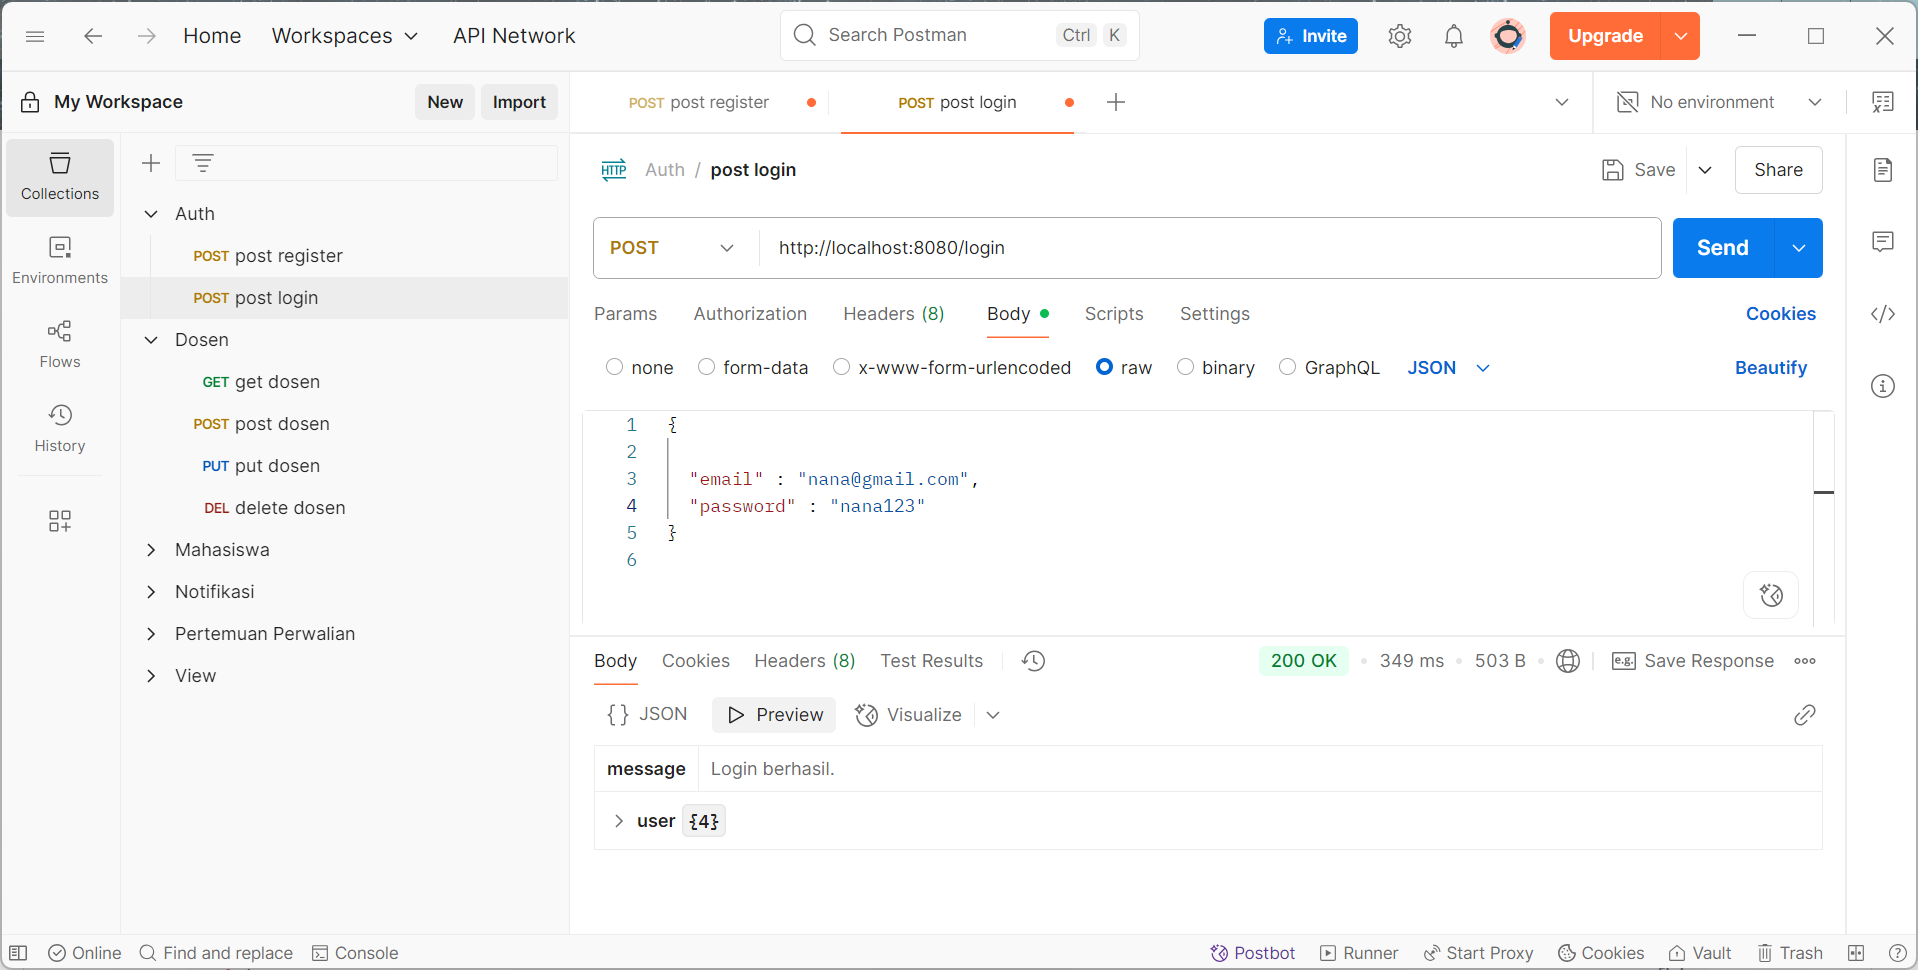 Home Workspaces API Network Search Postman Ctrl K Invite Upgrade
My Workspace New Import POST post register POST post login No environment
Collections
Environments
Flows
History
Auth
POST post register
POST post login
Dosen
GET get dosen
POST post dosen
PUT put dosen
DEL delete dosen
Mahasiswa
Notifikasi
Pertemuan Perwalian
View
HTTP Auth / post login Save Share
POST http://localhost:8080/login Send
Params Authorization Headers (8) Body Scripts Settings Cookies
none form-data x-www-form-urlencoded raw binary GraphQL JSON Beautify
1 {
2
3 "email" : "nana@gmail.com",
4 "password" : "nana123"
5 }
6
Body Cookies Headers (8) Test Results 200 OK 349 ms 503 B e.g. Save Response
{} JSON Preview Visualize
message Login berhasil.
user {4}
Online Find and replace Console Postbot Runner Start Proxy Cookies Vault Trash